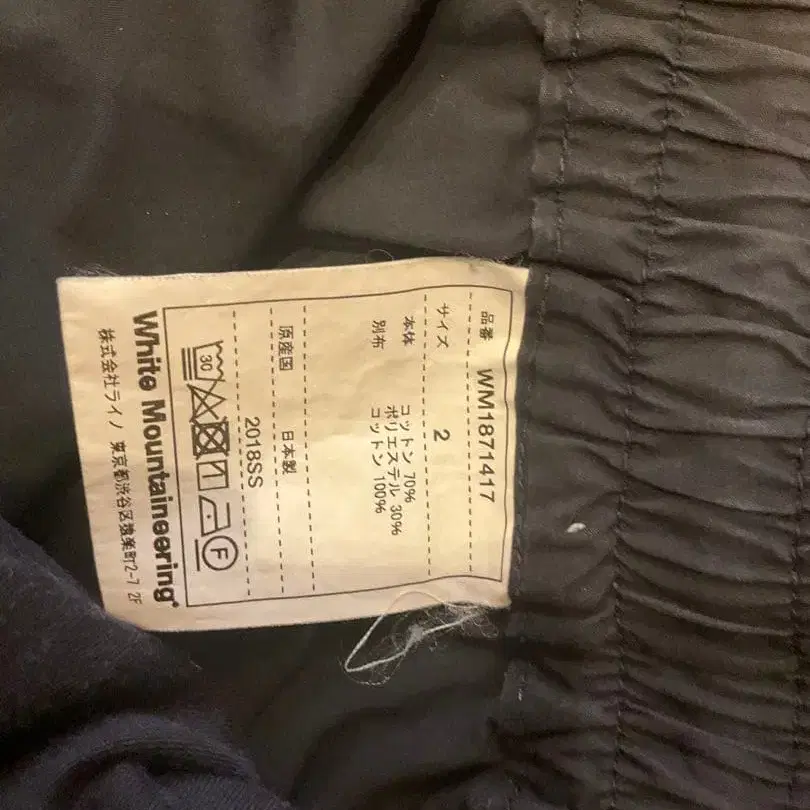 品番 WM1871417
サイズ 2
本体 コットン 70%
ポリエステル 30%
別布 コットン 100%
原産国 日本製
2018SS
30
F
White Mountaineering®
株式会社ライノ 東京都渋谷区猿楽町2-7 2F